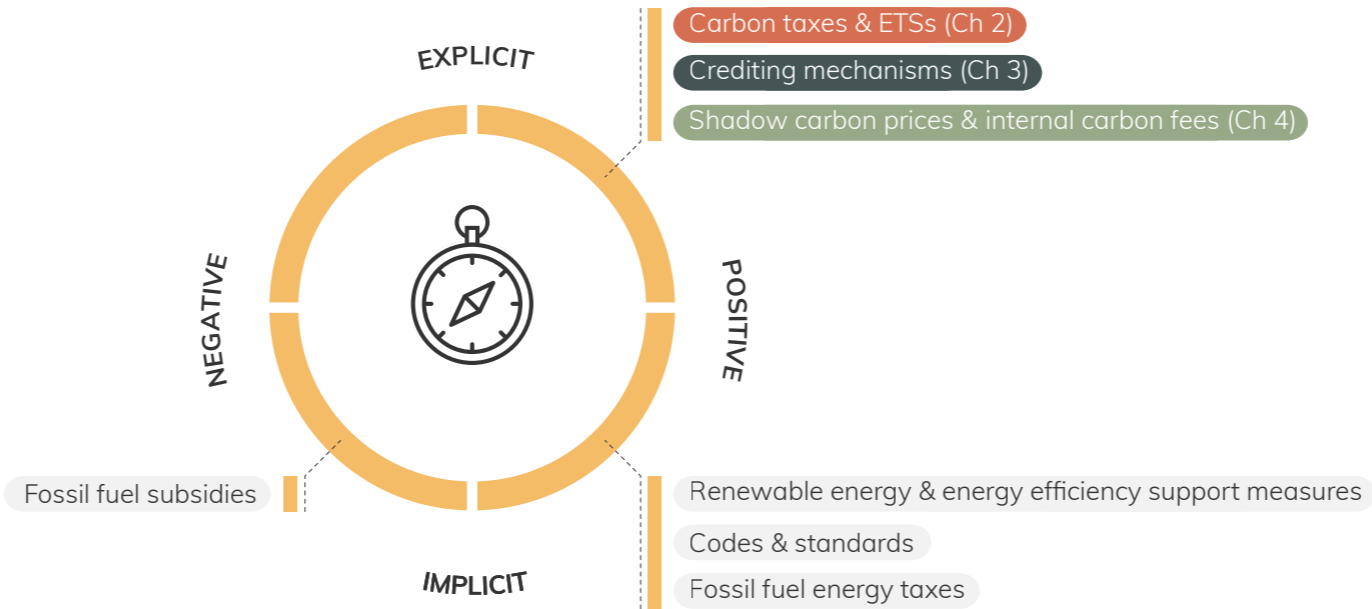 EXPLICIT
Carbon taxes & ETSs (Ch 2)
Crediting mechanisms (Ch 3)
Shadow carbon prices & internal carbon fees (Ch 4)
NEGATIVE
POSITIVE
Fossil fuel subsidies
Renewable energy & energy efficiency support measures
Codes & standards
IMPLICIT
Fossil fuel energy taxes